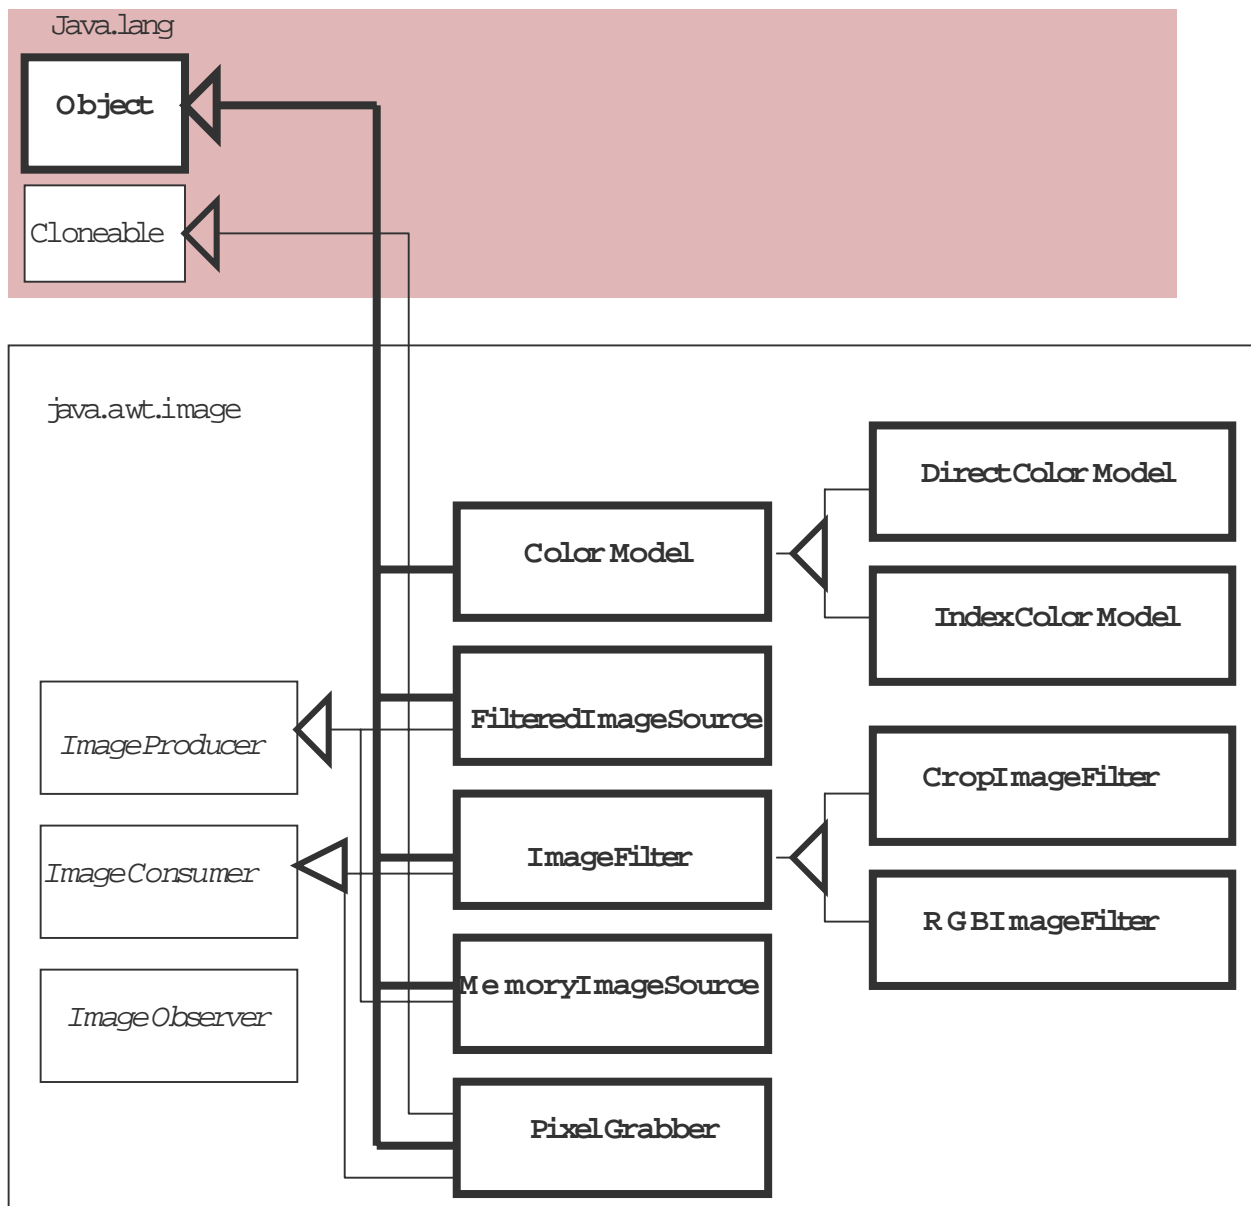 Java.lang
Object
Cloneable
java.awt.image
DirectColorModel
ColorModel
IndexColorModel
FilteredImageSource
ImageProducer
CropImageFilter
ImageFilter
ImageConsumer
RGBImageFilter
MemoryImageSource
ImageObserver
PixelGrabber